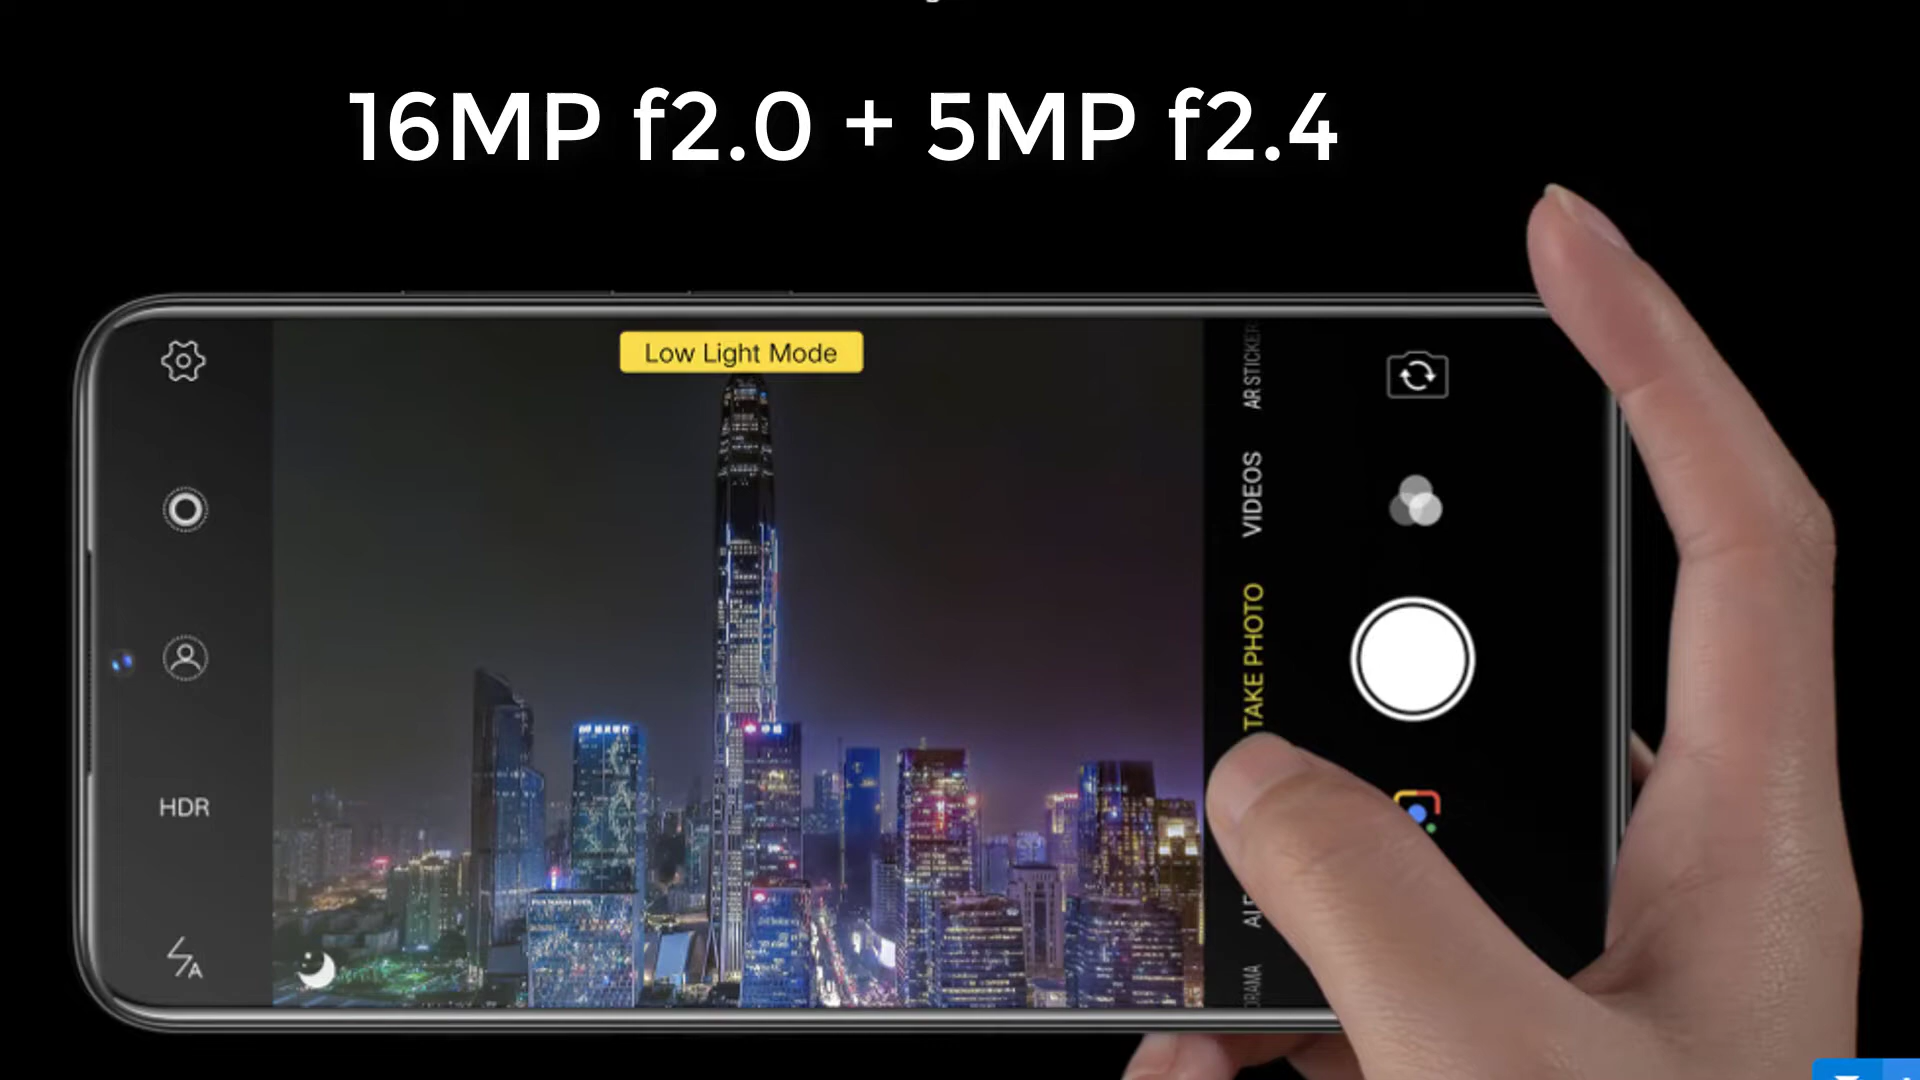 16MP f2.0 + 5MP f2.4
Low Light Mode
HDR
AR STICKER
VIDEOS
TAKE PHOTO